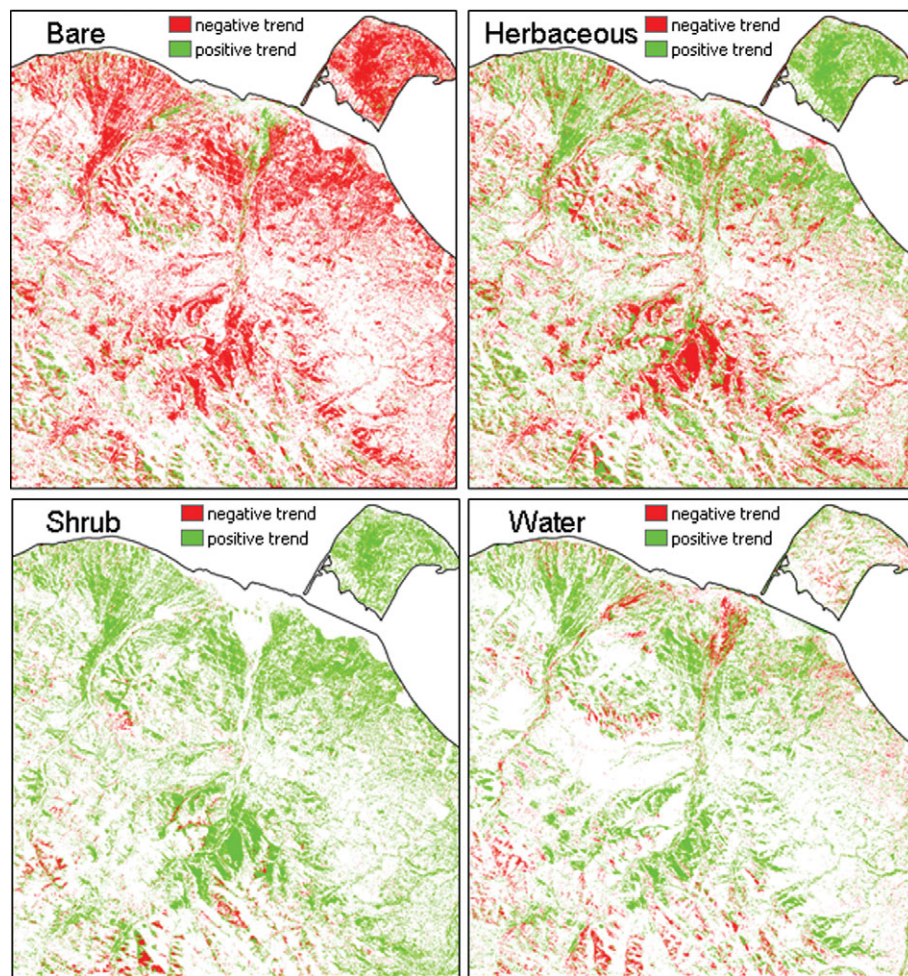 Bare
negative trend
positive trend
Herbaceous
negative trend
positive trend
Shrub
negative trend
positive trend
Water
negative trend
positive trend